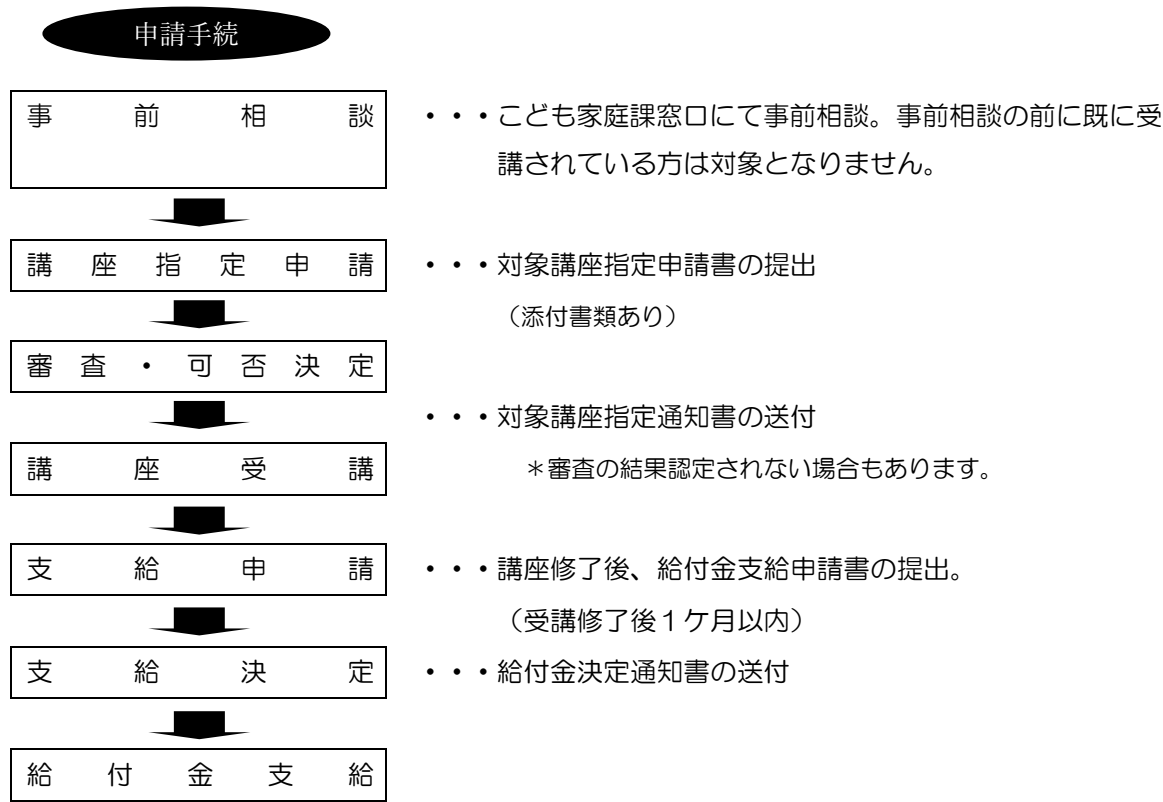 申請手続
事前相談
・・・こども家庭課窓口にて事前相談。事前相談の前に既に受
講されている方は対象となりません。
講座指定申請
・・・対象講座指定申請書の提出
（添付書類あり）
審査・可否決定
・・・対象講座指定通知書の送付
講座受講
＊審査の結果認定されない場合もあります。
支給申請
・・・講座修了後、給付金支給申請書の提出。
（受講修了後１ケ月以内）
支給決定
・・・給付金決定通知書の送付
給付金支給